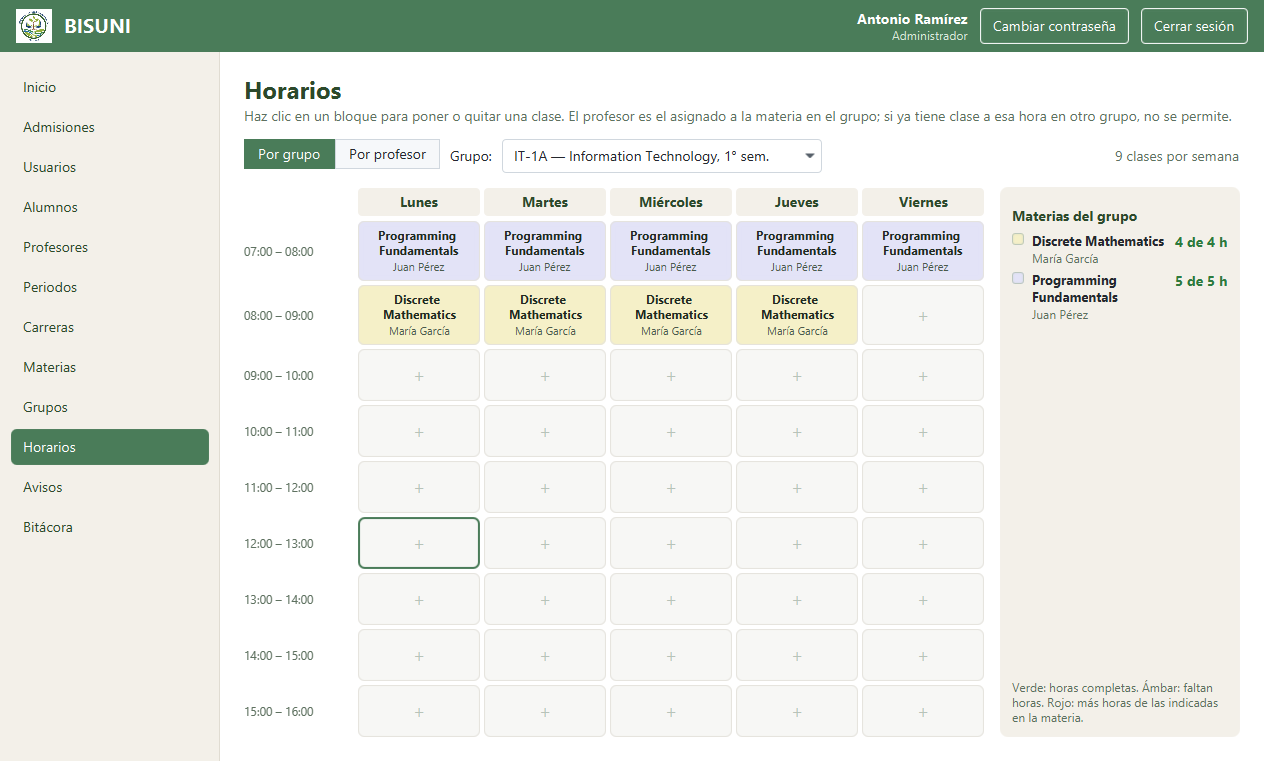 BISUNI
Antonio Ramírez
Administrador
Cambiar contraseña
Cerrar sesión
Inicio
Admisiones
Usuarios
Alumnos
Profesores
Periodos
Carreras
Materias
Grupos
Horarios
Avisos
Bitácora
Horarios
Haz clic en un bloque para poner o quitar una clase. El profesor es el asignado a la materia en el grupo; si ya tiene clase a esa hora en otro grupo, no se permite.
Por grupo
Por profesor
Grupo:
IT-1A — Information Technology, 1° sem.
9 clases por semana
Lunes
Martes
Miércoles
Jueves
Viernes
07:00 – 08:00
Programming
Fundamentals
Juan Pérez
Programming
Fundamentals
Juan Pérez
Programming
Fundamentals
Juan Pérez
Programming
Fundamentals
Juan Pérez
Programming
Fundamentals
Juan Pérez
08:00 – 09:00
Discrete
Mathematics
María García
Discrete
Mathematics
María García
Discrete
Mathematics
María García
Discrete
Mathematics
María García
+
09:00 – 10:00
+ + + + +
10:00 – 11:00
+ + + + +
11:00 – 12:00
+ + + + +
12:00 – 13:00
+ + + + +
13:00 – 14:00
+ + + + +
14:00 – 15:00
+ + + + +
15:00 – 16:00
+ + + + +
Materias del grupo
Discrete Mathematics 4 de 4 h
María García
Programming 5 de 5 h
Fundamentals
Juan Pérez
Verde: horas completas. Ámbar: faltan
horas. Rojo: más horas de las indicadas
en la materia.